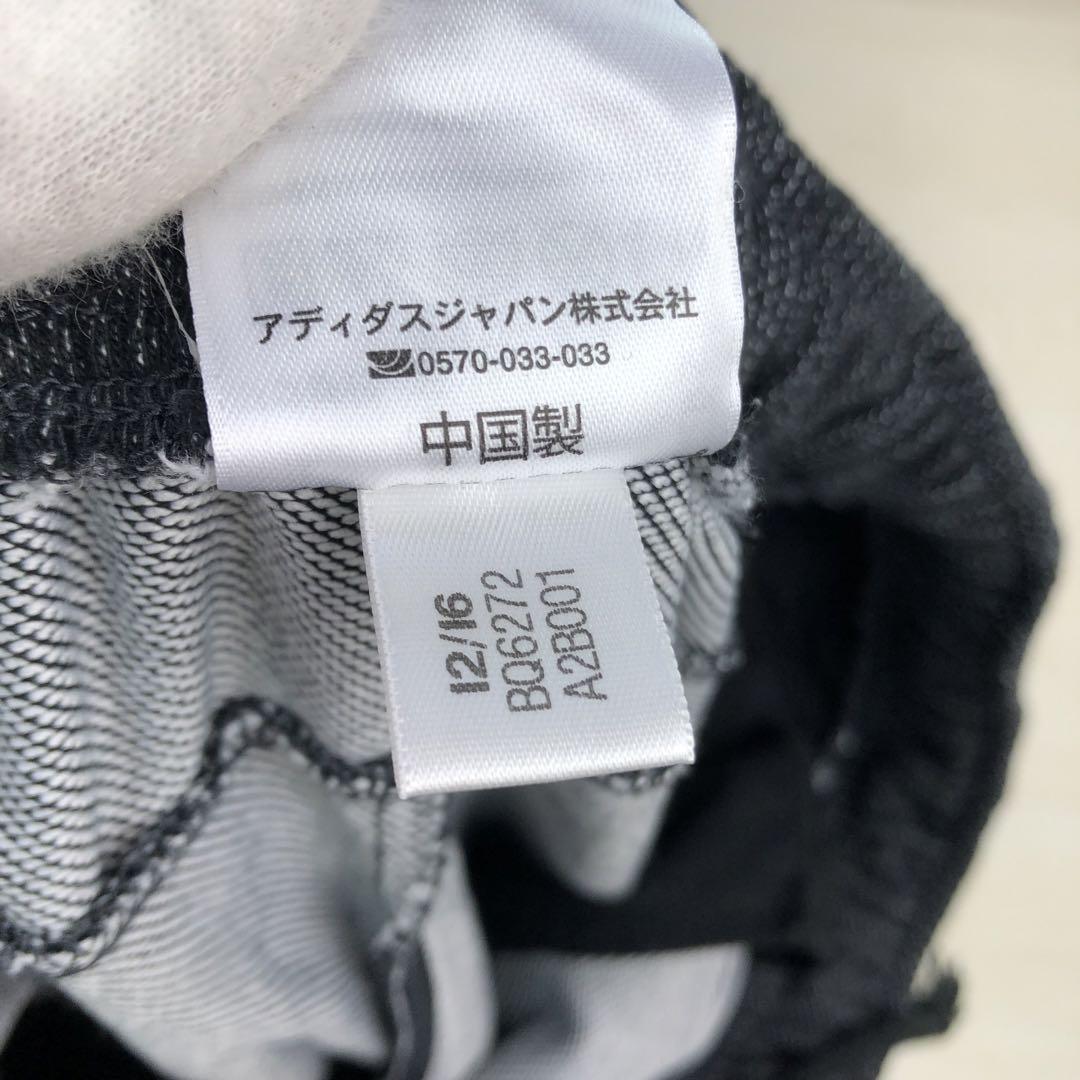 アディダスジャパン株式会社
0570-033-033
中国製
12/16
BQ6272
A2B001